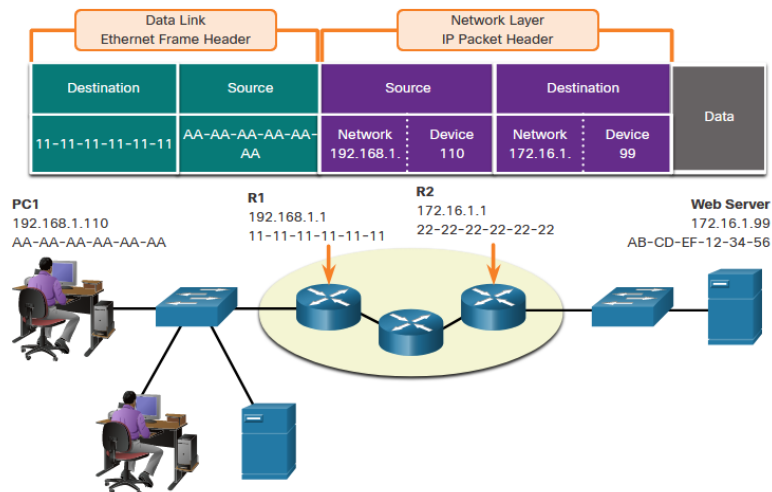 Data Link
Ethernet Frame Header
Network Layer
IP Packet Header
Destination
Source
Source
Destination
Data
11-11-11-11-11-11
AA-AA-AA-AA-AA-
AA
Network
192.168.1.
Device
110
Network
172.16.1.
Device
99
PC1
192.168.1.110
AA-AA-AA-AA-AA-AA
R1
192.168.1.1
11-11-11-11-11-11
R2
172.16.1.1
22-22-22-22-22-22
Web Server
172.16.1.99
AB-CD-EF-12-34-56